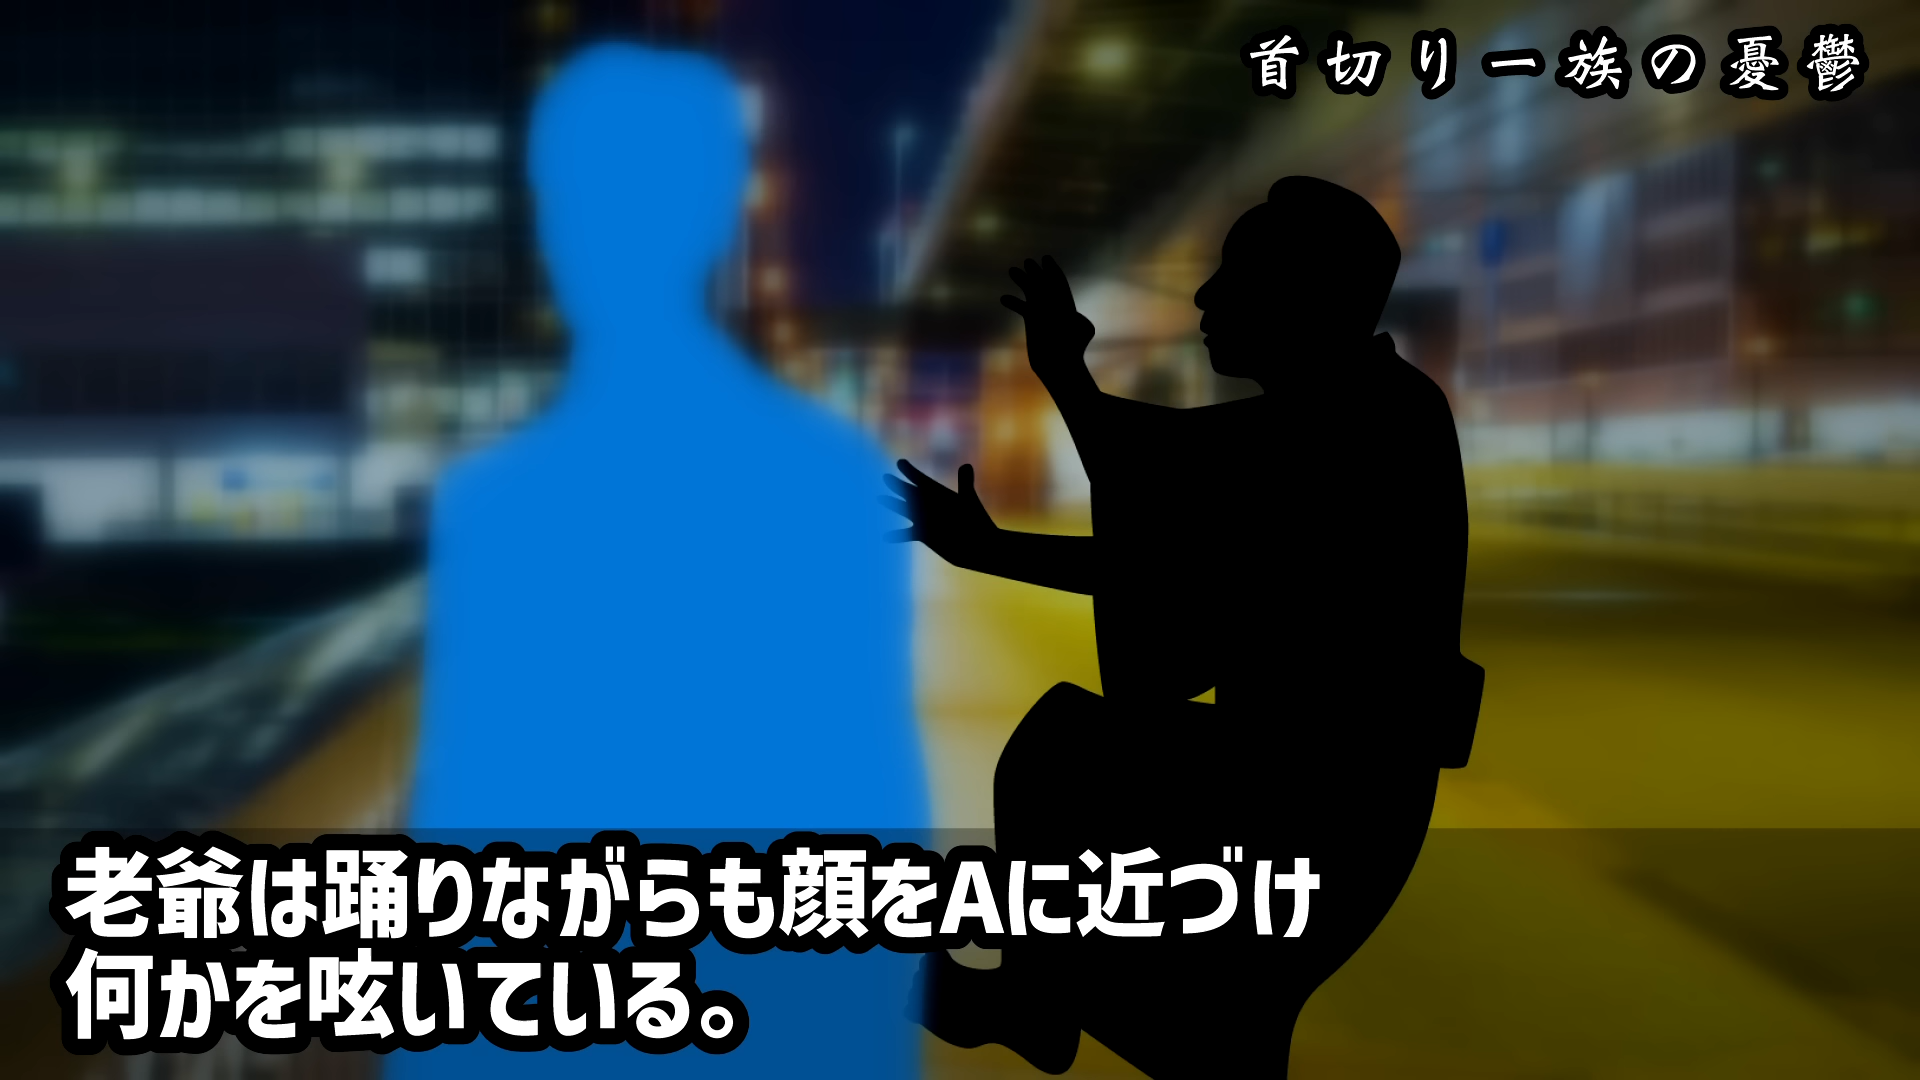 首切り一族の憂鬱
老爺は踊りながらも顔をAに近づけ
何かを呟いている。